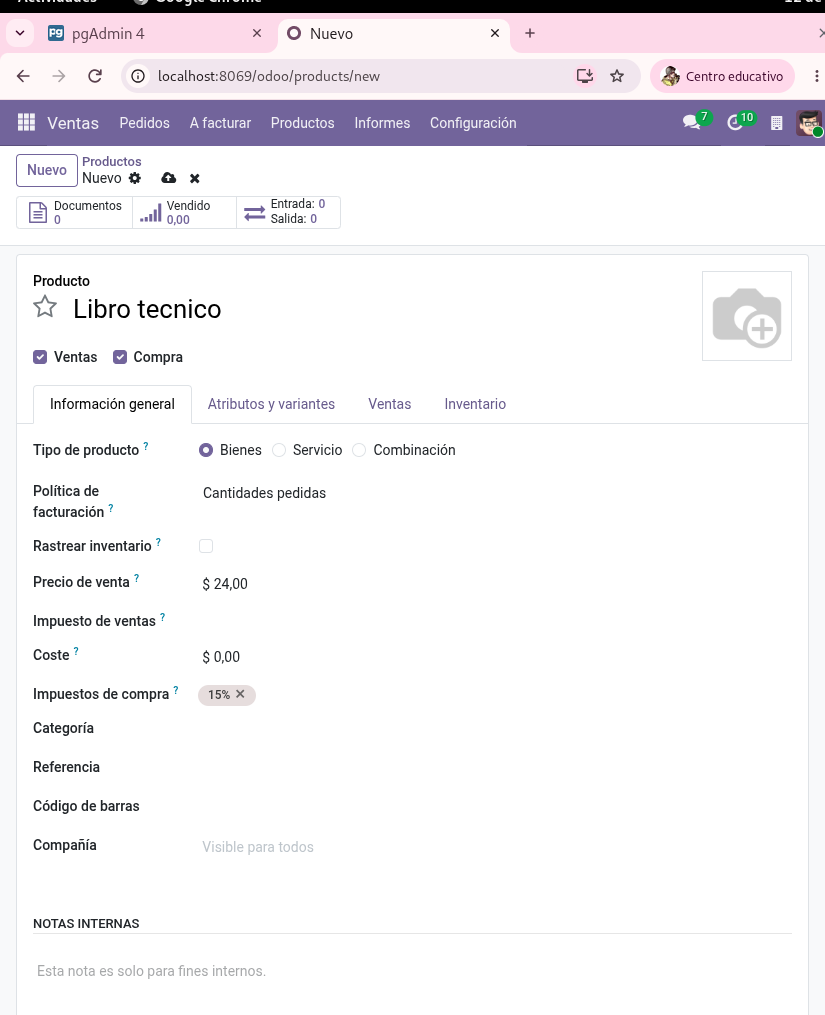 pgAdmin 4
Nuevo
localhost:8069/odoo/products/new
Centro educativo
Ventas Pedidos A facturar Productos Informes Configuración 7 10
Nuevo
Productos
Nuevo
Documentos
0
Vendido
0,00
Entrada: 0
Salida: 0
Producto
Libro tecnico
Ventas Compra
Información general Atributos y variantes Ventas Inventario
Tipo de producto ? Bienes Servicio Combinación
Política de
facturación ?
Cantidades pedidas
Rastrear inventario ?
Precio de venta ? $ 24,00
Impuesto de ventas ?
Coste ? $ 0,00
Impuestos de compra ? 15%
Categoría
Referencia
Código de barras
Compañía Visible para todos
NOTAS INTERNAS
Esta nota es solo para fines internos.